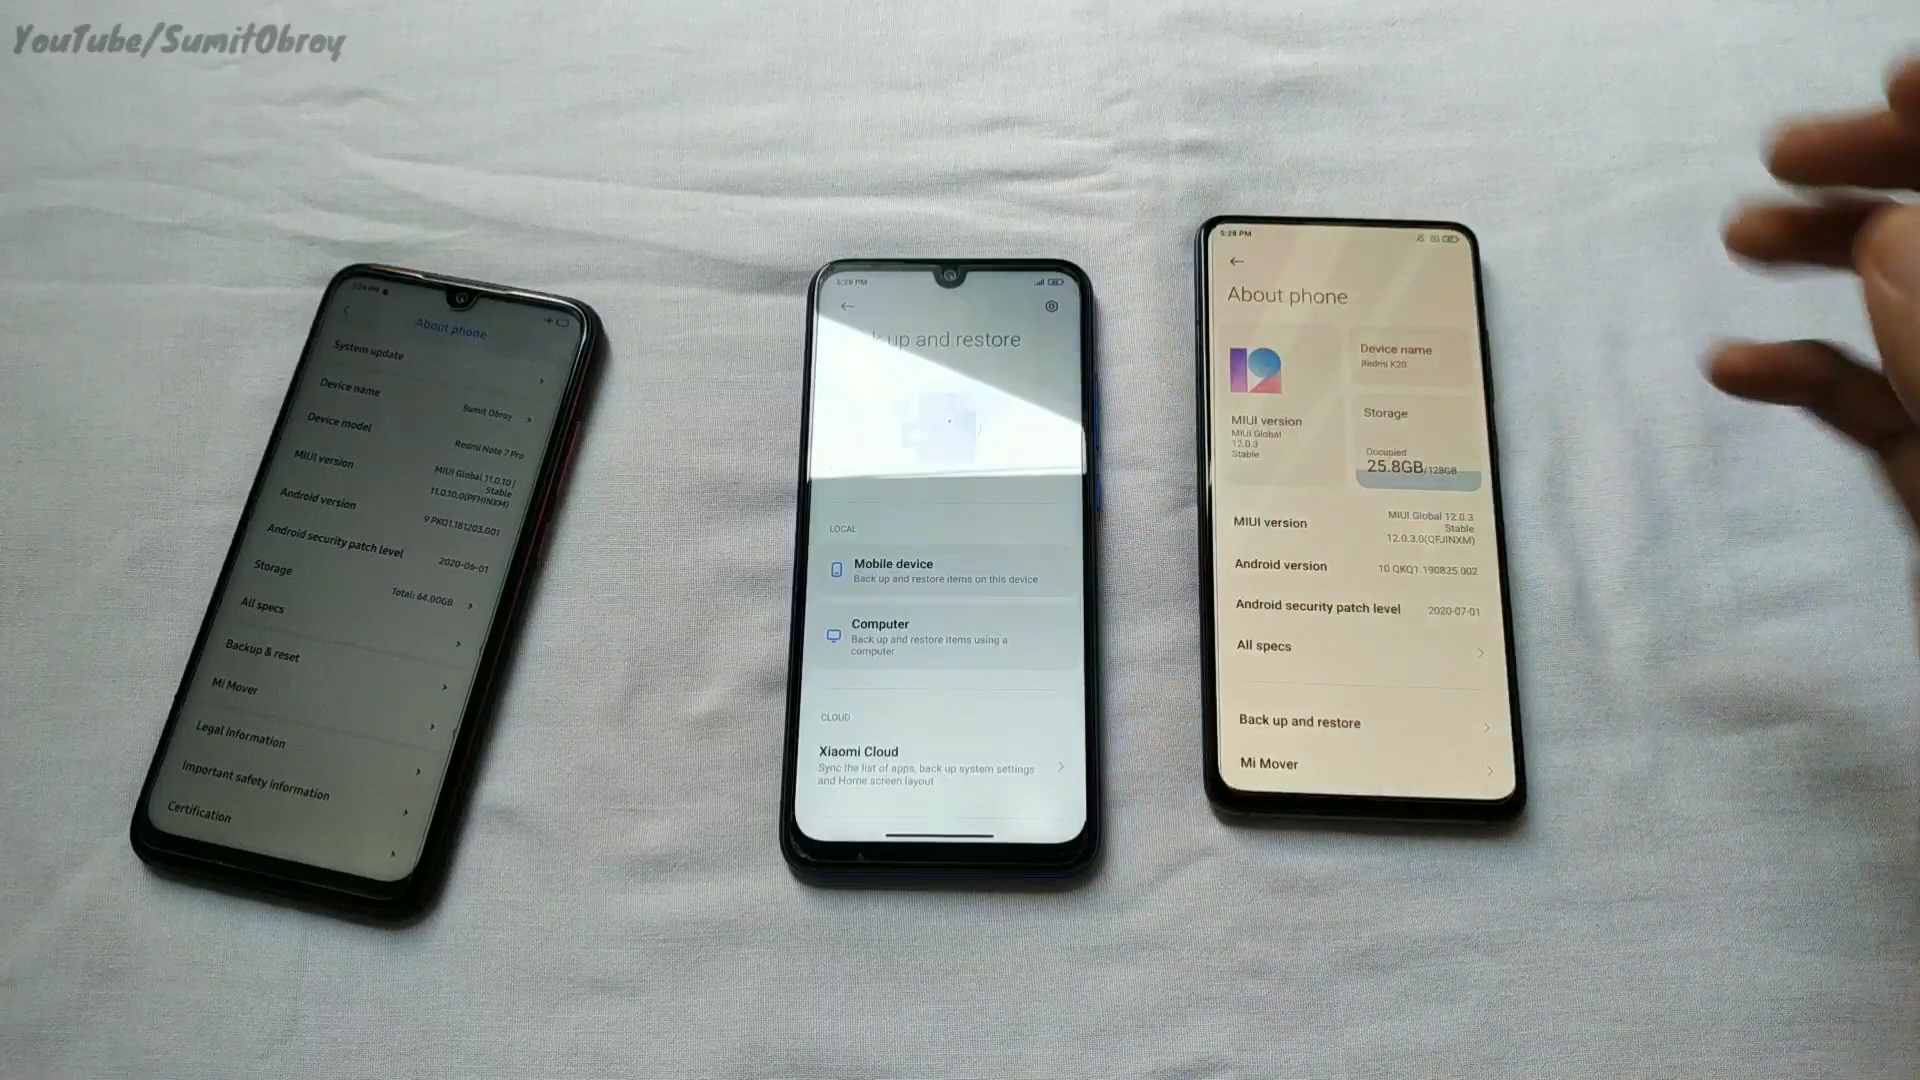 YouTube/SumitObroy
About phone
System update
Device name
Sumit Obroy
Device model
Redmi Note 7 Pro
MIUI version
MIUI Global 11.0.10 |
Stable
11.0.10.0(PFHINXM)
Android version
9 PKQ1.181203.001
Android security patch level
2020-06-01
Storage
Total: 64.00GB
All specs
Backup & reset
Mi Mover
Legal information
Important safety information
Certification
5:29 PM
k up and restore
LOCAL
Mobile device
Back up and restore items on this device
Computer
Back up and restore items using a
computer
CLOUD
Xiaomi Cloud
Sync the list of apps, back up system settings
and Home screen layout
5:28 PM
About phone
12
Device name
Redmi K20
MIUI version
MIUI Global
12.0.3
Stable
Storage
Occupied
25.8GB/128GB
MIUI version
MIUI Global 12.0.3
Stable
12.0.3.0(QFJINXM)
Android version
10 QKQ1.190825.002
Android security patch level
2020-07-01
All specs
Back up and restore
Mi Mover